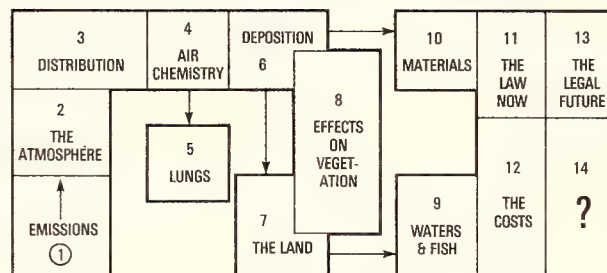 3
DISTRIBUTION
4
AIR
CHEMISTRY
DEPOSITION
6
10
MATERIALS
11
THE
LAW
NOW
13
THE
LEGAL
FUTURE
2
THE
ATMOSPHERE
5
LUNGS
8
EFFECTS
ON
VEGET-
ATION
EMISSIONS
1
7
THE LAND
9
WATERS
& FISH
12
THE
COSTS
14
?